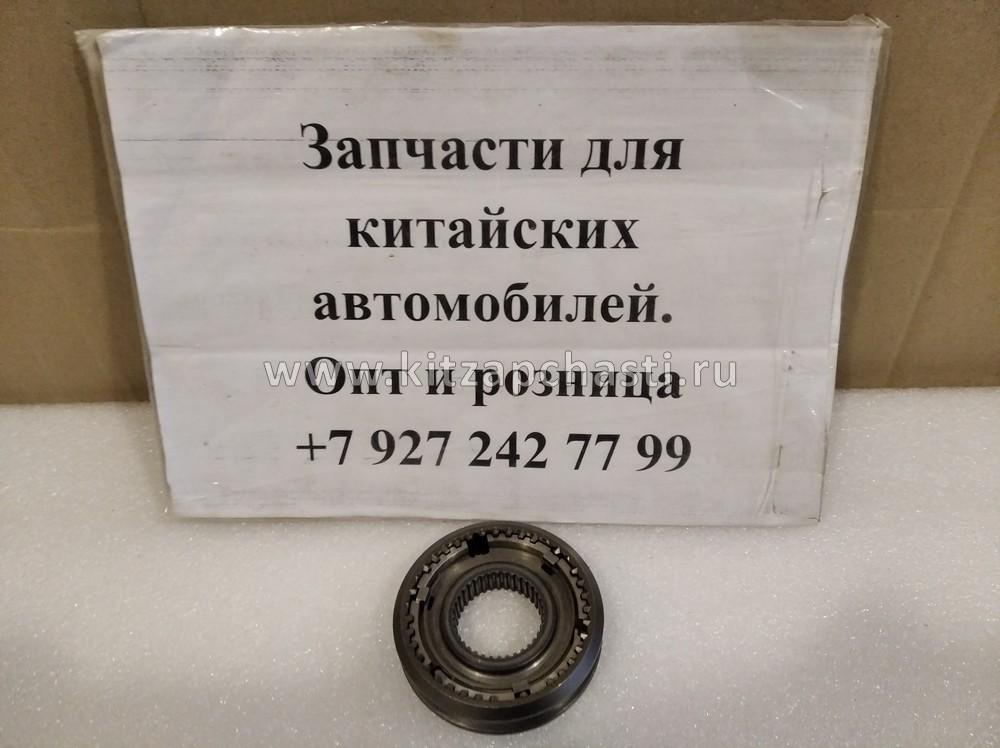 Запчасти для
китайских
автомобилей.
www.kitzapchasti.ru
Опт и розница
+7 927 242 77 99